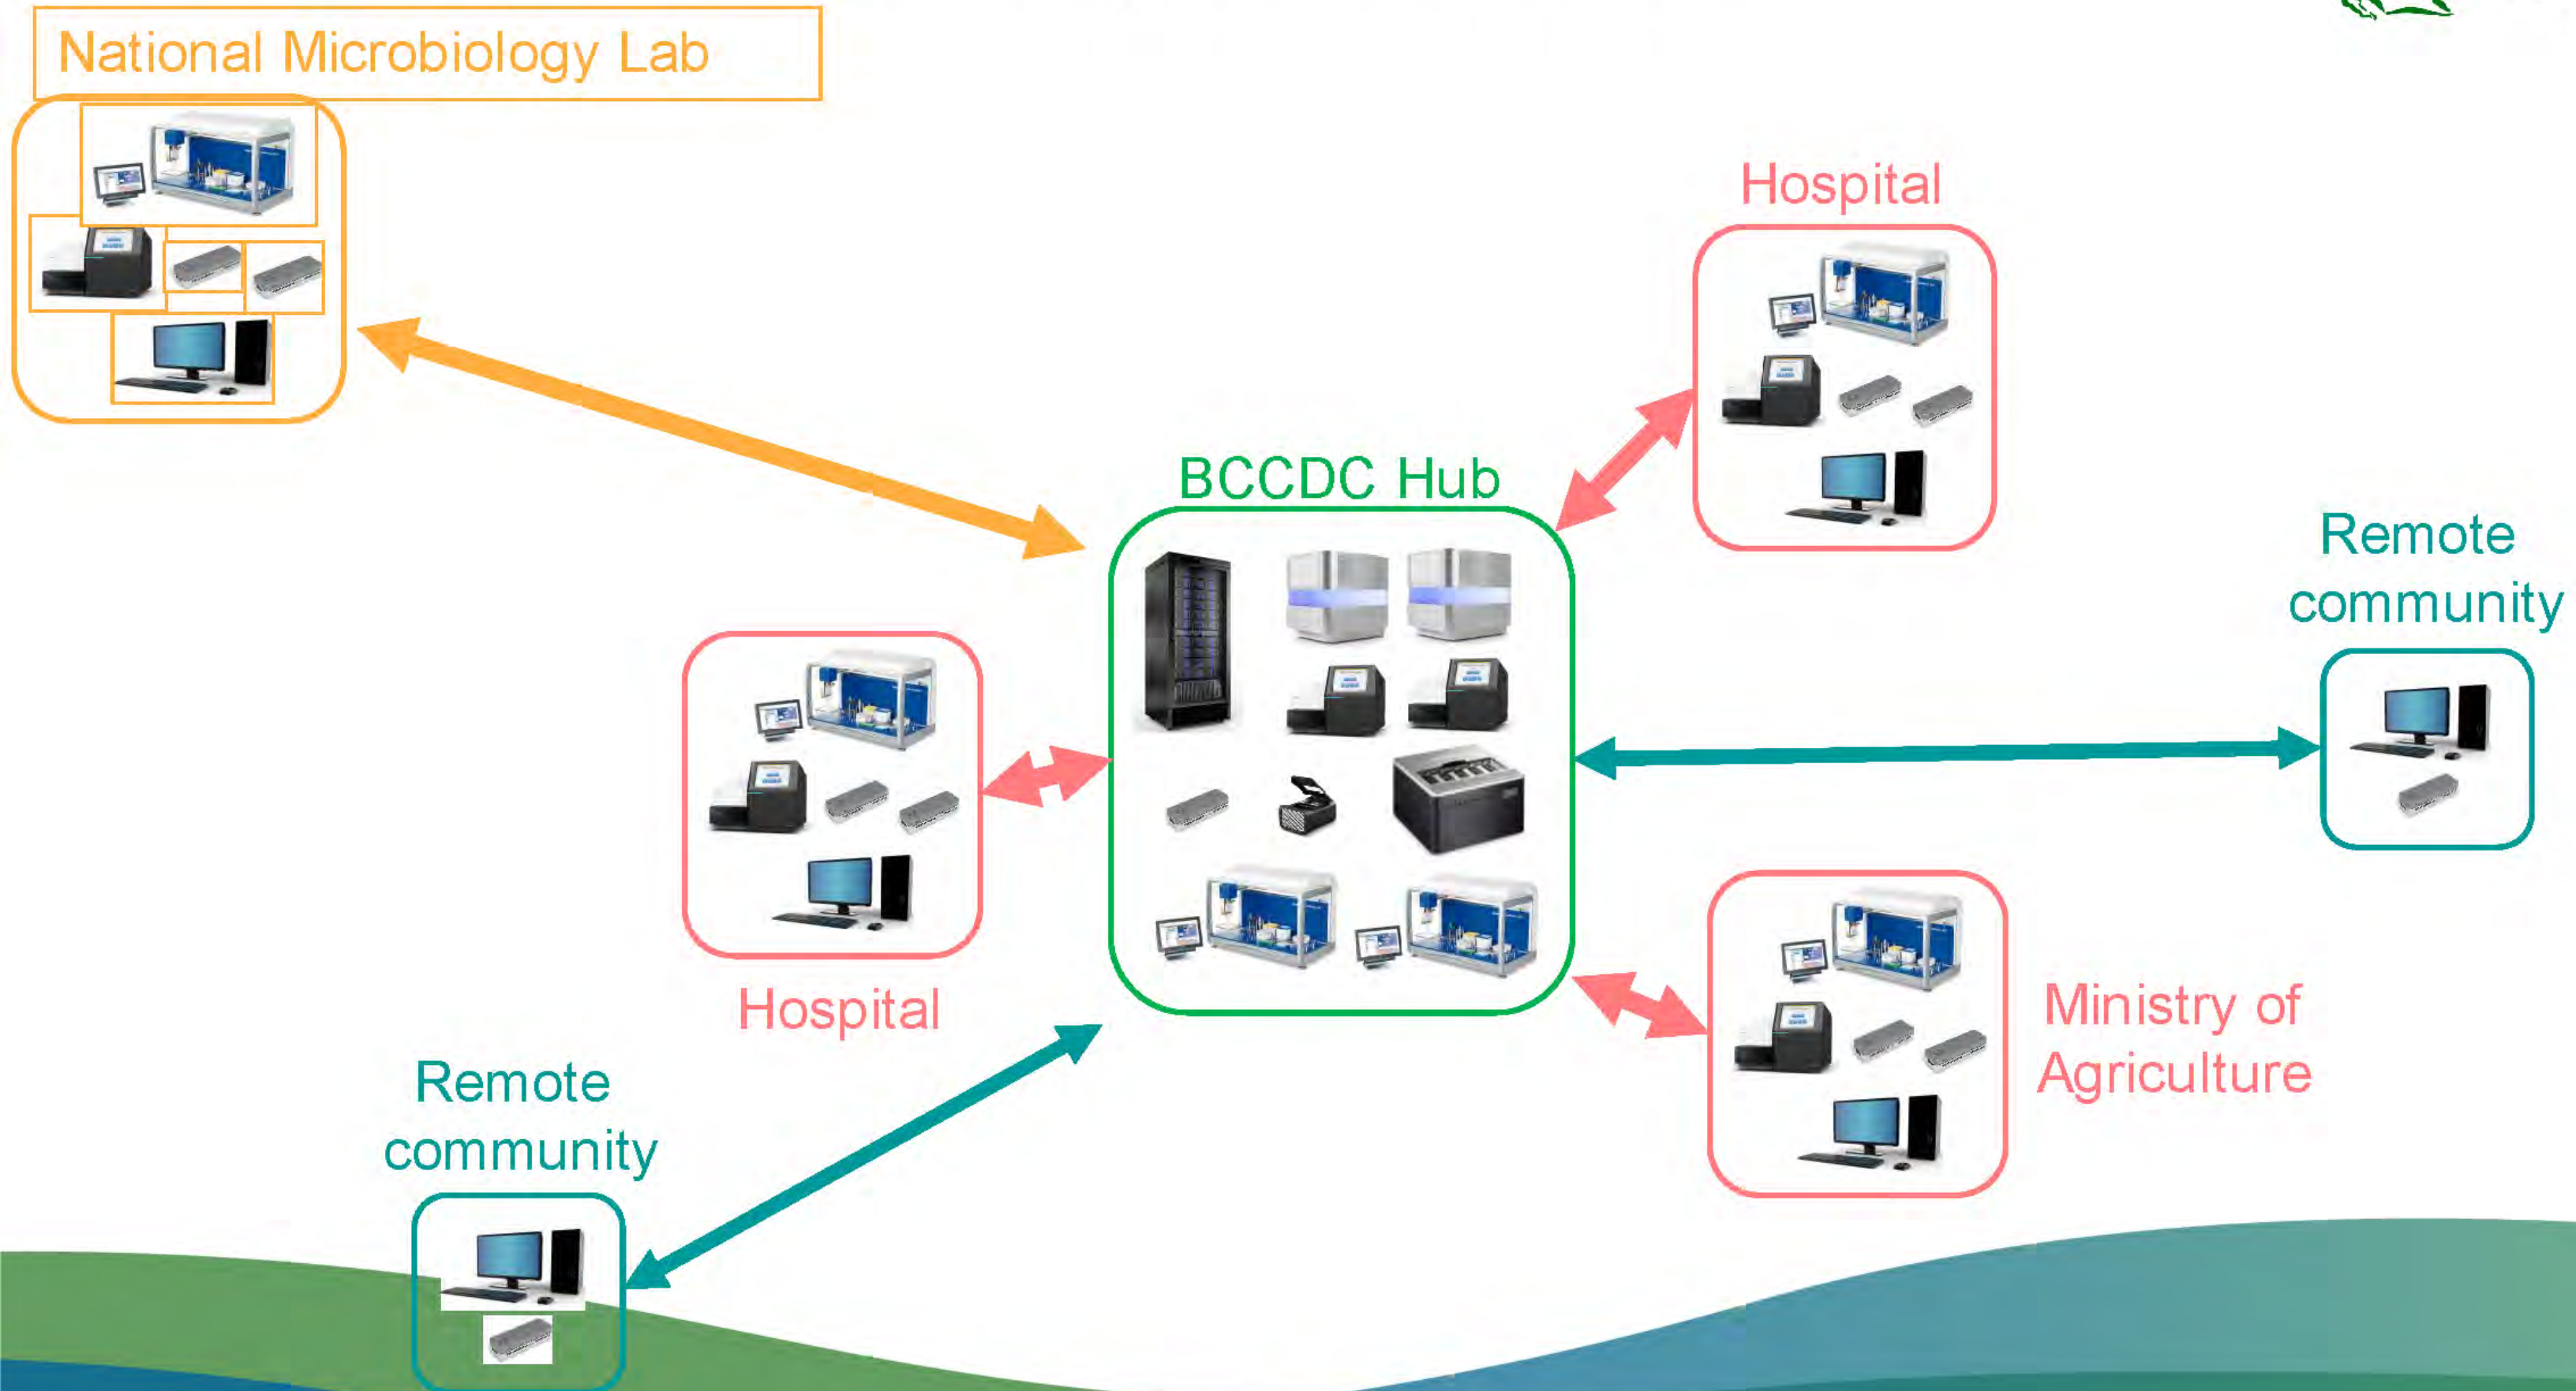 National Microbiology Lab
Hospital
BCCDC Hub
Remote
community
Hospital
Ministry of
Agriculture
Remote
community